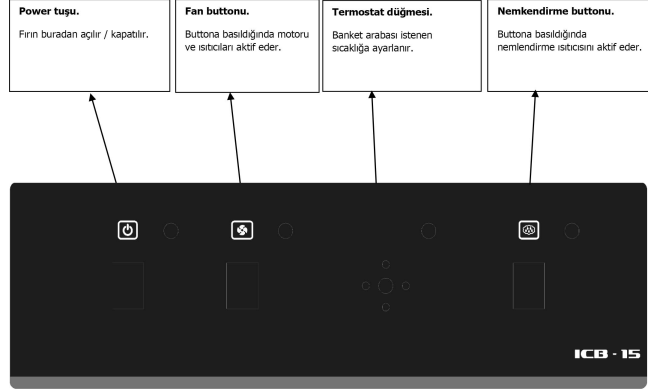 Power tuşu.
Fırın buradan açılır / kapatılır.
Fan buttonu.
Buttona basıldığında motoru
ve ısıtıcıları aktif eder.
Termostat düğmesi.
Banket arabası istenen
sıcaklığa ayarlanır.
Nemkendirme buttonu.
Buttona basıldığında
nemlendirme ısıtıcısını aktif eder.
ICB - 15